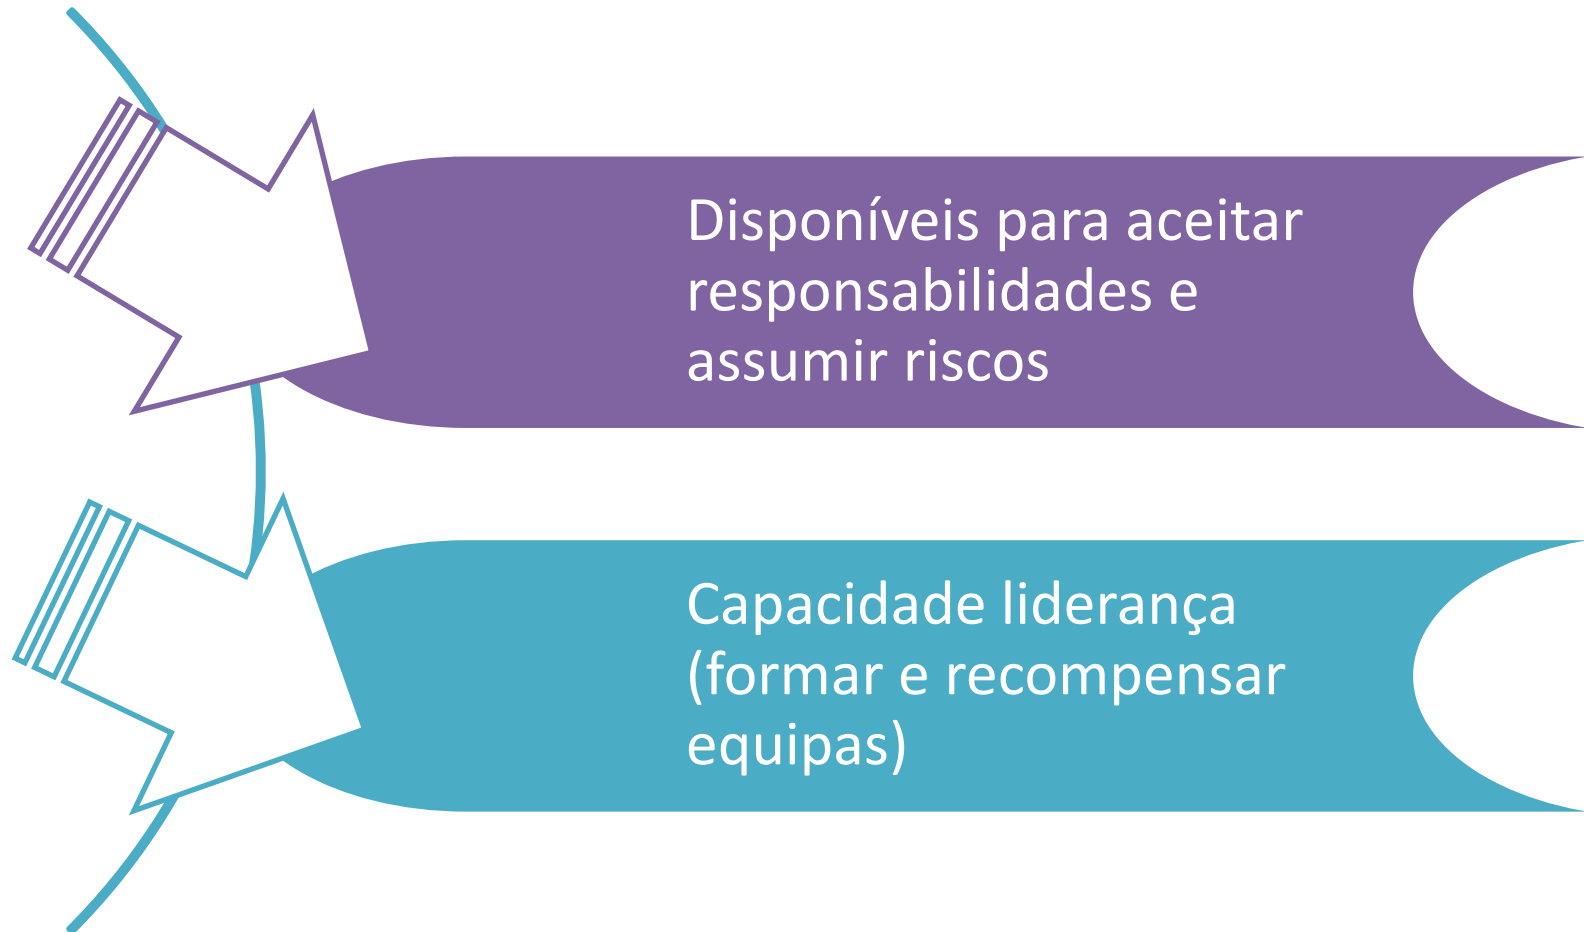 Disponíveis para aceitar
responsabilidades e
assumir riscos
Capacidade liderança
(formar e recompensar
equipas)